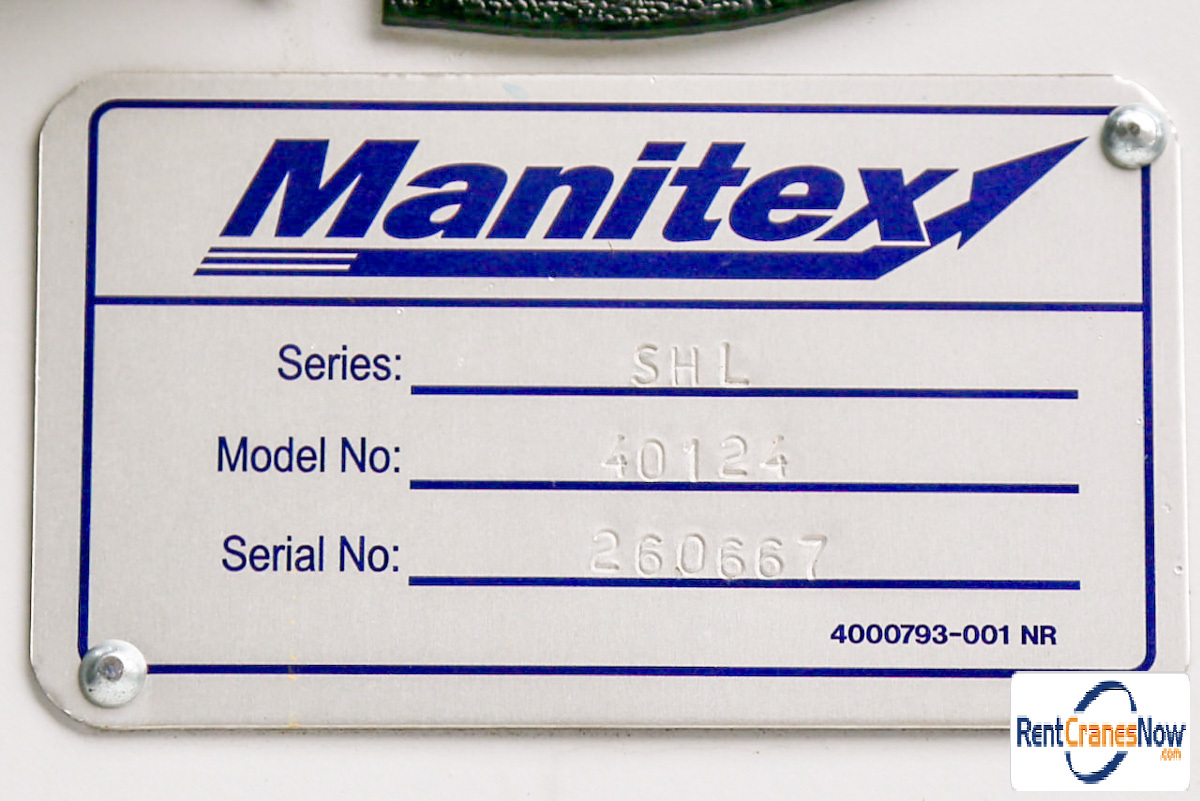 Manitex
Series: SHL
Model No: 40124
Serial No: 260667
4000793-001 NR
RentCranesNow
.com